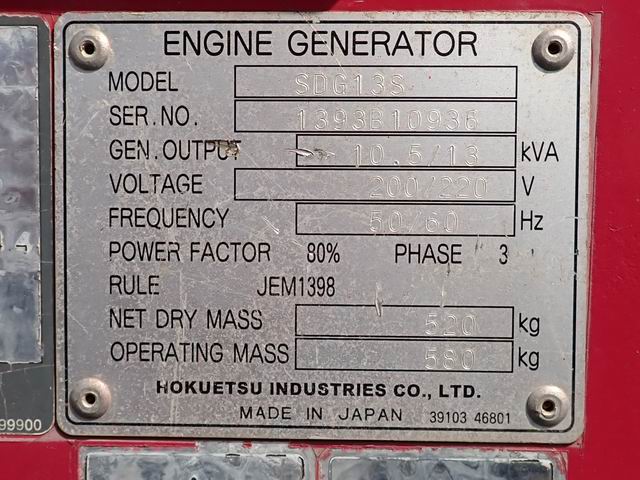 ENGINE GENERATOR
MODEL SDG13S
SER.NO. 1393B10936
GEN.OUTPUT 10.5/13 kVA
VOLTAGE 200/220 V
FREQUENCY 50/60 Hz
POWER FACTOR 80% PHASE 3
RULE JEM1398
NET DRY MASS 520 kg
OPERATING MASS 580 kg
HOKUETSU INDUSTRIES CO., LTD.
MADE IN JAPAN 39103 46801
99900